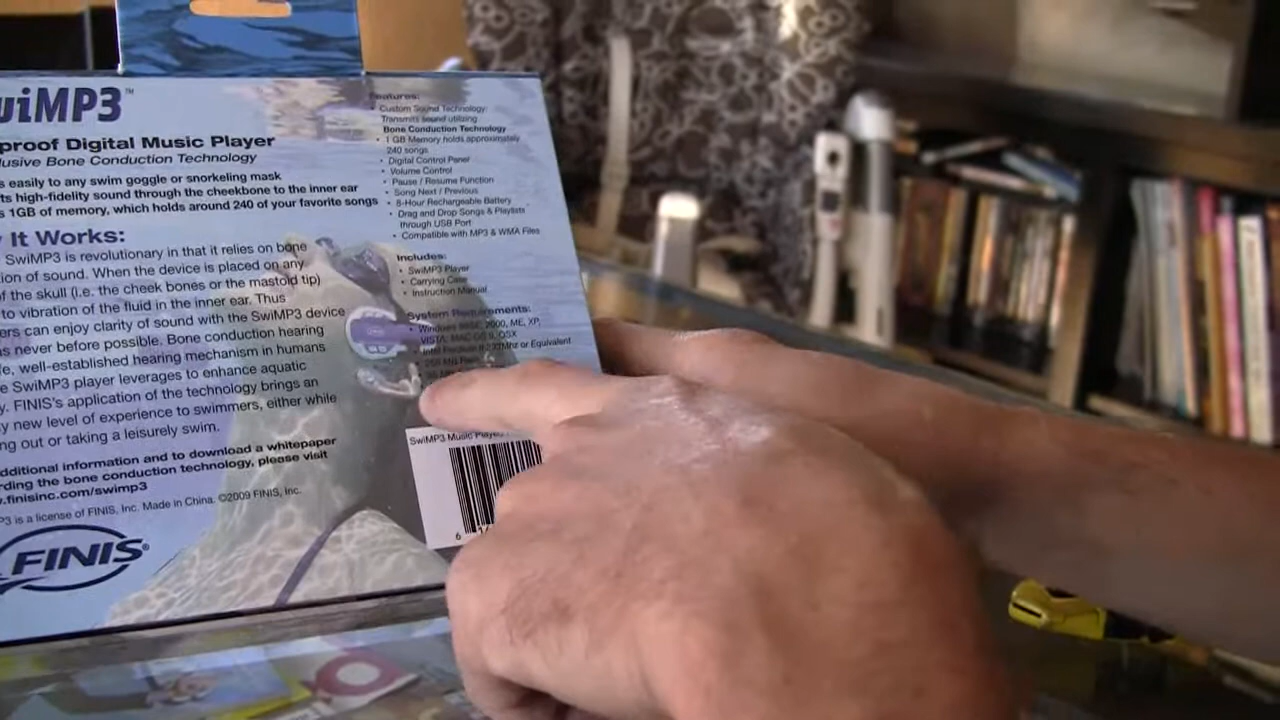 uiMP3™
proof Digital Music Player
lusive Bone Conduction Technology
s easily to any swim goggle or snorkeling mask
ts high-fidelity sound through the cheekbone to the inner ear
s 1GB of memory, which holds around 240 of your favorite songs
It Works:
SwiMP3 is revolutionary in that it relies on bone
ion of sound. When the device is placed on any
of the skull (i.e. the cheek bones or the mastoid tip)
to vibration of the fluid in the inner ear. Thus
ers can enjoy clarity of sound with the SwiMP3 device
as never before possible. Bone conduction hearing
e, well-established hearing mechanism in humans
e SwiMP3 player leverages to enhance aquatic
y. FINIS's application of the technology brings an
y new level of experience to swimmers, either while
ng out or taking a leisurely swim.
dditional information and to download a whitepaper
rding the bone conduction technology, please visit
.finisinc.com/swimp3
P3 is a license of FINIS, Inc. Made in China. ©2009 FINIS, Inc.
FINIS®
Features:
• Custom Sound Technology:
Transmits sound utilizing
Bone Conduction Technology
• 1 GB Memory holds approximately
240 songs
• Digital Control Panel
• Volume Control
• Pause / Resume Function
• Song Next / Previous
• 8-Hour Rechargeable Battery
• Drag and Drop Songs & Playlists
through USB Port
• Compatible with MP3 & WMA Files
Includes:
• SwiMP3 Player
• Carrying Case
• Instruction Manual
System Requirements:
• Windows 98SE, 2000, ME, XP,
VISTA, MAC OS 9, OSX
• Intel Pentium II 233Mhz or Equivalent
SwiMP3 Music Player
6